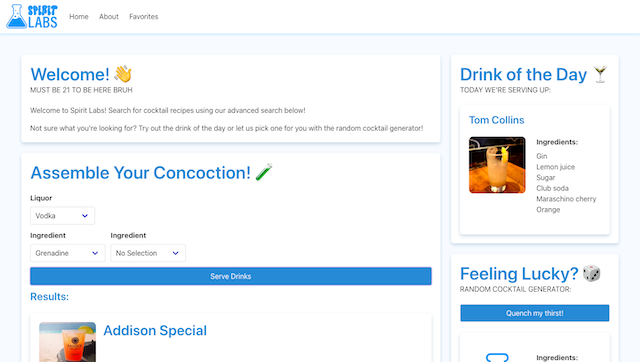 SPIRIT
LABS
Home About Favorites
Welcome! 👋
MUST BE 21 TO BE HERE BRUH
Welcome to Spirit Labs! Search for cocktail recipes using our advanced search below!
Not sure what you're looking for? Try out the drink of the day or let us pick one for you with the random cocktail generator!
Assemble Your Concoction! 🧪
Liquor
Vodka
Ingredient Ingredient
Grenadine No Selection
Serve Drinks
Results:
Addison Special
Drink of the Day 🍸
TODAY WE'RE SERVING UP:
Tom Collins
Ingredients:
Gin
Lemon juice
Sugar
Club soda
Maraschino cherry
Orange
Feeling Lucky? 🎲
RANDOM COCKTAIL GENERATOR:
Quench my thirst!
Ingredients: